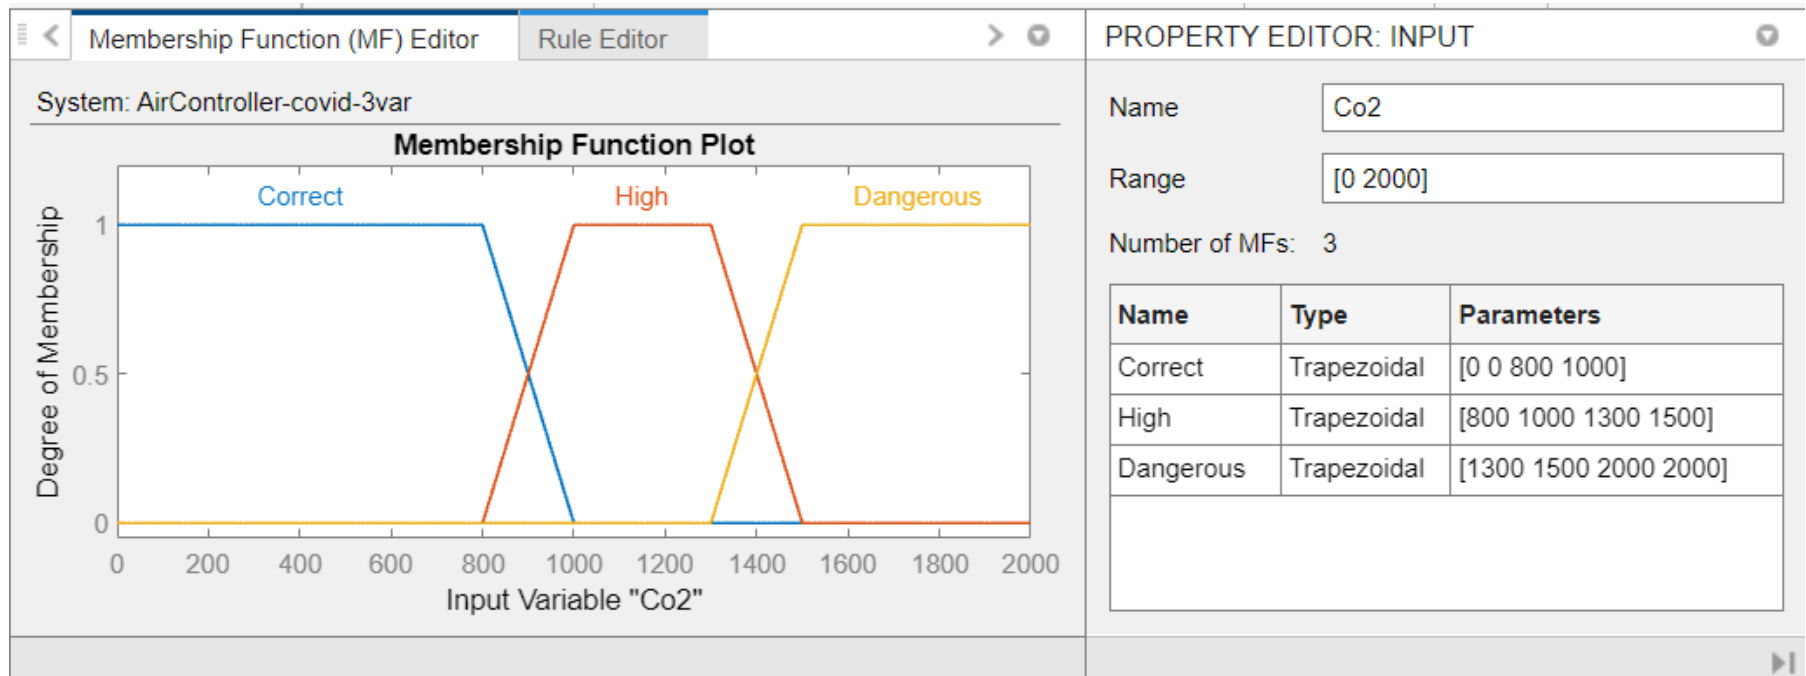 Membership Function (MF) Editor
Rule Editor
System: AirController-covid-3var
Membership Function Plot
Correct
High
Dangerous
Degree of Membership
1
0.5
0
0 200 400 600 800 1000 1200 1400 1600 1800 2000
Input Variable "Co2"
PROPERTY EDITOR: INPUT
Name Co2
Range [0 2000]
Number of MFs: 3
Name Type Parameters
Correct Trapezoidal [0 0 800 1000]
High Trapezoidal [800 1000 1300 1500]
Dangerous Trapezoidal [1300 1500 2000 2000]